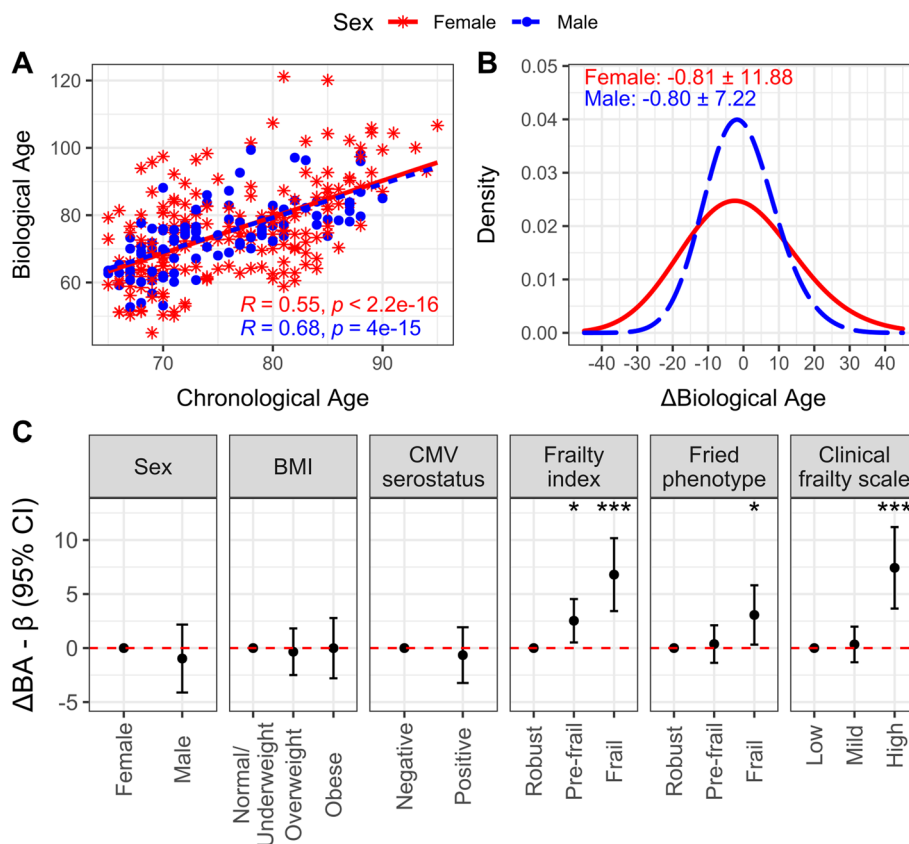 Sex Female Male
A
120
100
80
60
Biological Age
R = 0.55, p < 2.2e-16
R = 0.68, p = 4e-15
70 80 90
Chronological Age
B
0.05
0.04
0.03
0.02
0.01
0.00
Density
Female: -0.81 ± 11.88
Male: -0.80 ± 7.22
-40 -30 -20 -10 0 10 20 30 40
ΔBiological Age
C
Sex
BMI
CMV
serostatus
Frailty
index
Fried
phenotype
Clinical
frailty scale
* *** * ***
10
5
0
-5
ΔBA - β (95% CI)
Female
Male
Normal/
Underweight
Overweight
Obese
Negative
Positive
Robust
Pre-frail
Frail
Robust
Pre-frail
Frail
Low
Mild
High